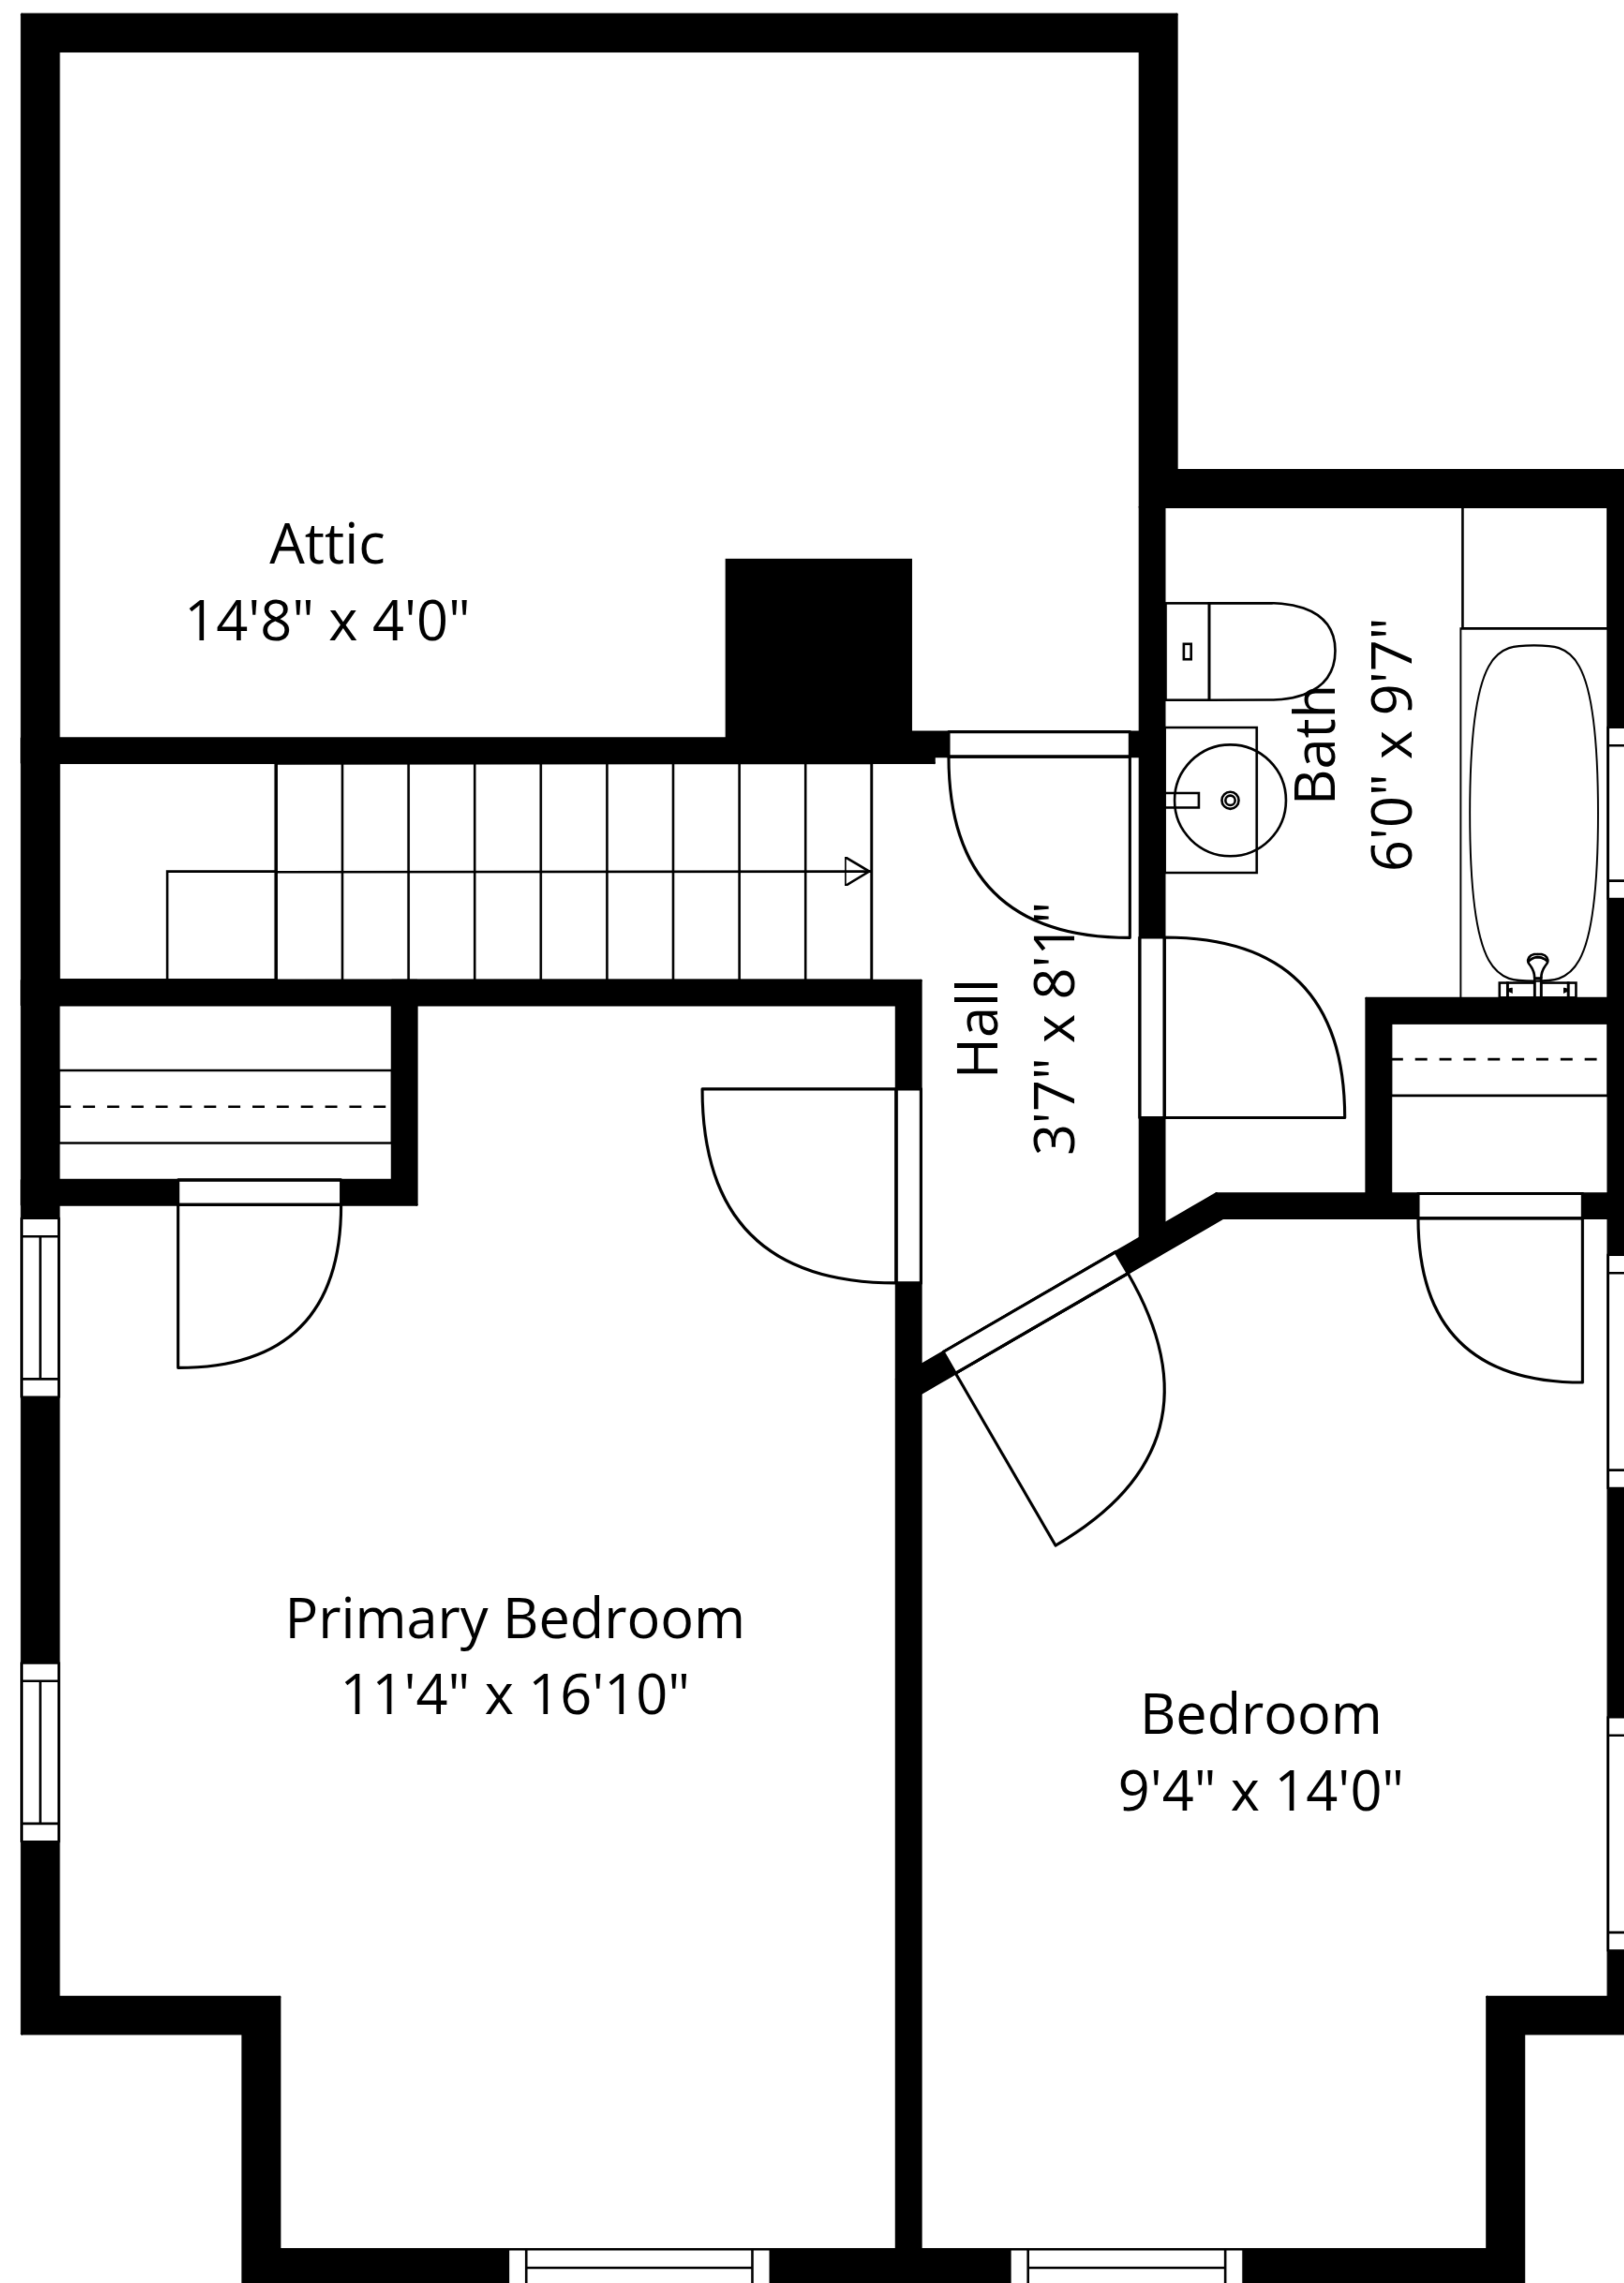 Attic
14'8" x 4'0"
Bath
6'0" x 9'7"
Hall
3'7" x 8'1"
Primary Bedroom
11'4" x 16'10"
Bedroom
9'4" x 14'0"